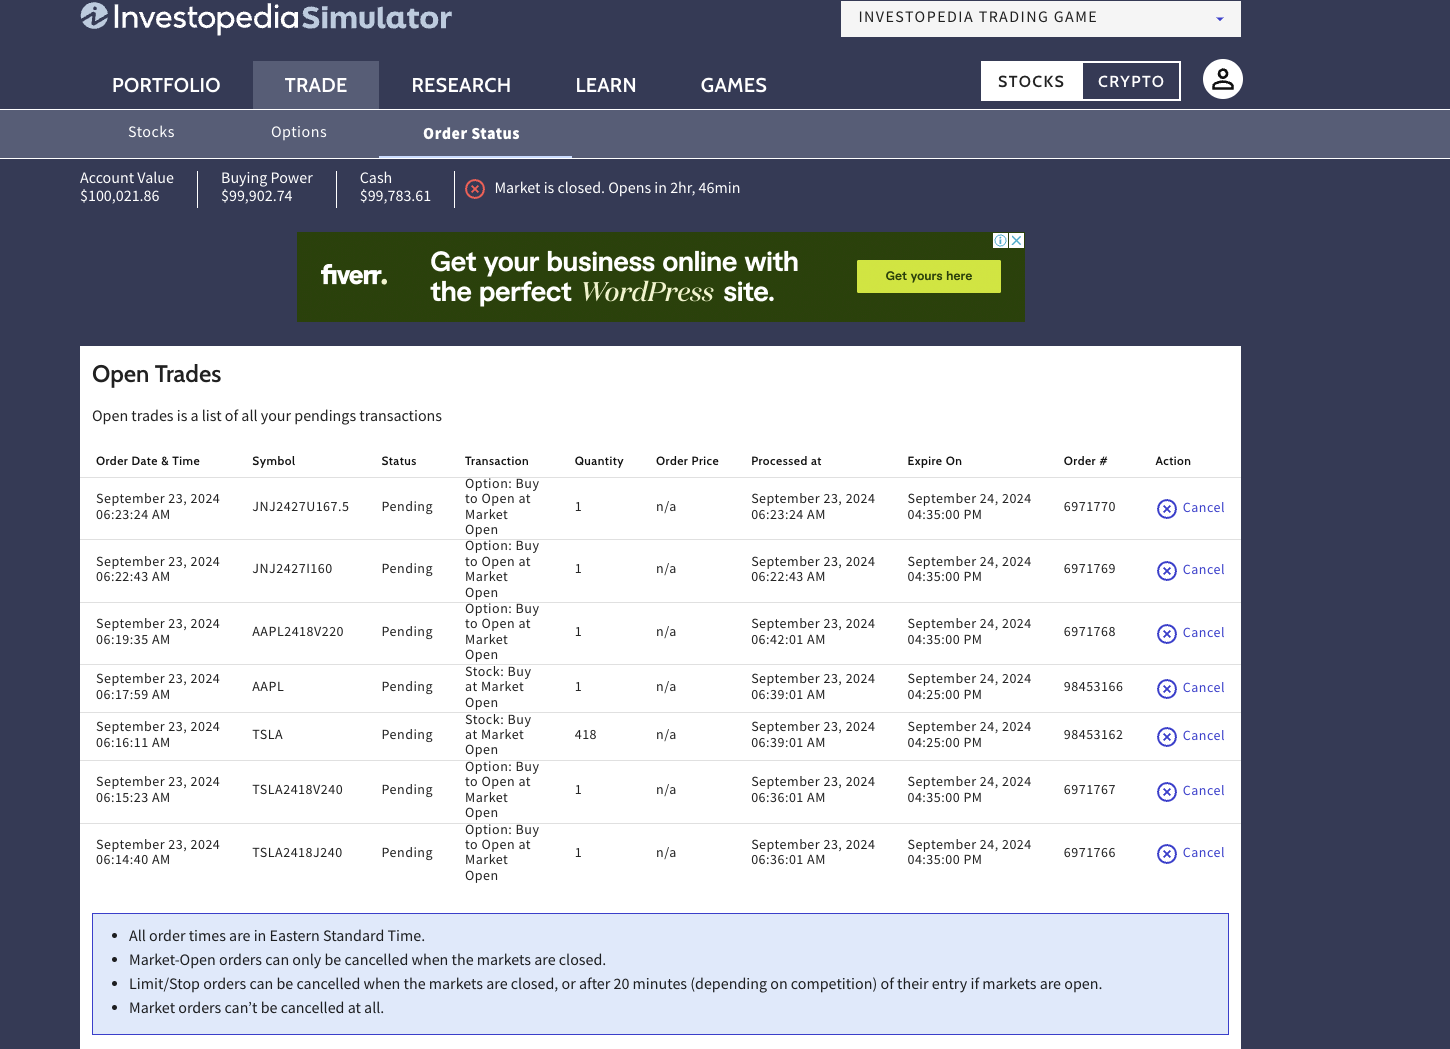 Investopedia Simulator
INVESTOPEDIA TRADING GAME
PORTFOLIO TRADE RESEARCH LEARN GAMES
STOCKS CRYPTO
Stocks Options Order Status
Account Value Buying Power Cash
$100,021.86 $99,902.74 $99,783.61
Market is closed. Opens in 2hr, 46min
fiverr.
Get your business online with
the perfect WordPress site.
Get yours here
Open Trades
Open trades is a list of all your pendings transactions
Order Date & Time Symbol Status Transaction Quantity Order Price Processed at Expire On Order # Action
September 23, 2024 06:23:24 AM JNJ2427U167.5 Pending Option: Buy to Open at Market Open 1 n/a September 23, 2024 06:23:24 AM September 24, 2024 04:35:00 PM 6971770 Cancel
September 23, 2024 06:22:43 AM JNJ2427I160 Pending Option: Buy to Open at Market Open 1 n/a September 23, 2024 06:22:43 AM September 24, 2024 04:35:00 PM 6971769 Cancel
September 23, 2024 06:19:35 AM AAPL2418V220 Pending Option: Buy to Open at Market Open 1 n/a September 23, 2024 06:42:01 AM September 24, 2024 04:35:00 PM 6971768 Cancel
September 23, 2024 06:17:59 AM AAPL Pending Stock: Buy at Market Open 1 n/a September 23, 2024 06:39:01 AM September 24, 2024 04:25:00 PM 98453166 Cancel
September 23, 2024 06:16:11 AM TSLA Pending Stock: Buy at Market Open 418 n/a September 23, 2024 06:39:01 AM September 24, 2024 04:25:00 PM 98453162 Cancel
September 23, 2024 06:15:23 AM TSLA2418V240 Pending Option: Buy to Open at Market Open 1 n/a September 23, 2024 06:36:01 AM September 24, 2024 04:35:00 PM 6971767 Cancel
September 23, 2024 06:14:40 AM TSLA2418J240 Pending Option: Buy to Open at Market Open 1 n/a September 23, 2024 06:36:01 AM September 24, 2024 04:35:00 PM 6971766 Cancel
• All order times are in Eastern Standard Time.
• Market-Open orders can only be cancelled when the markets are closed.
• Limit/Stop orders can be cancelled when the markets are closed, or after 20 minutes (depending on competition) of their entry if markets are open.
• Market orders can’t be cancelled at all.